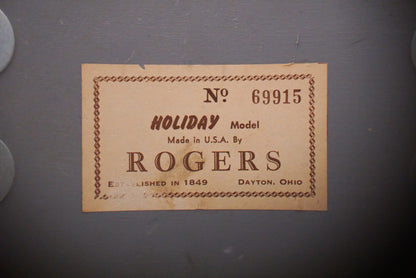 Nº 69915
HOLIDAY Model
Made in U.S.A. By
ROGERS
ESTABLISHED IN 1849 DAYTON, OHIO